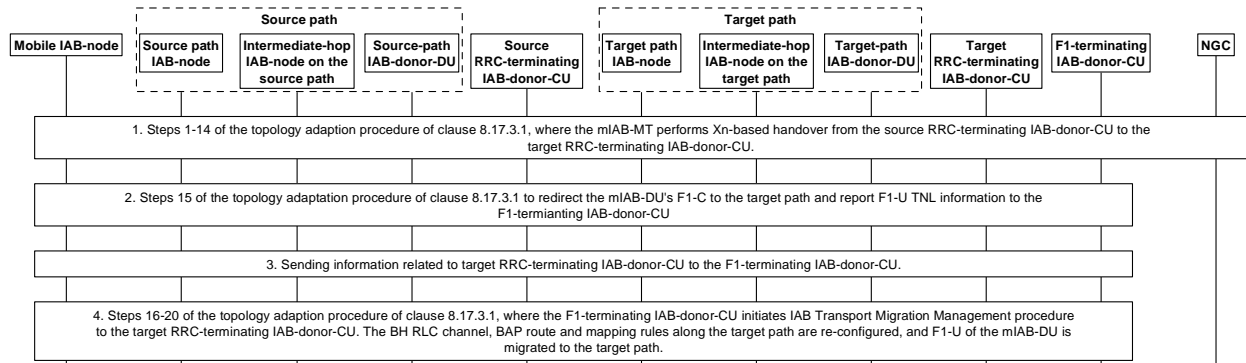 Source path
Target path
Mobile IAB-node
Source path
IAB-node
Intermediate-hop
IAB-node on the
source path
Source-path
IAB-donor-DU
Source
RRC-terminating
IAB-donor-CU
Target path
IAB-node
Intermediate-hop
IAB-node on the
target path
Target-path
IAB-donor-DU
Target
RRC-terminating
IAB-donor-CU
F1-terminating
IAB-donor-CU
NGC
1. Steps 1-14 of the topology adaption procedure of clause 8.17.3.1, where the mIAB-MT performs Xn-based handover from the source RRC-terminating IAB-donor-CU to the
target RRC-terminating IAB-donor-CU.
2. Steps 15 of the topology adaptation procedure of clause 8.17.3.1 to redirect the mIAB-DU's F1-C to the target path and report F1-U TNL information to the
F1-termianting IAB-donor-CU
3. Sending information related to target RRC-terminating IAB-donor-CU to the F1-terminating IAB-donor-CU.
4. Steps 16-20 of the topology adaption procedure of clause 8.17.3.1, where the F1-terminating IAB-donor-CU initiates IAB Transport Migration Management procedure
to the target RRC-terminating IAB-donor-CU. The BH RLC channel, BAP route and mapping rules along the target path are re-configured, and F1-U of the mIAB-DU is
migrated to the target path.